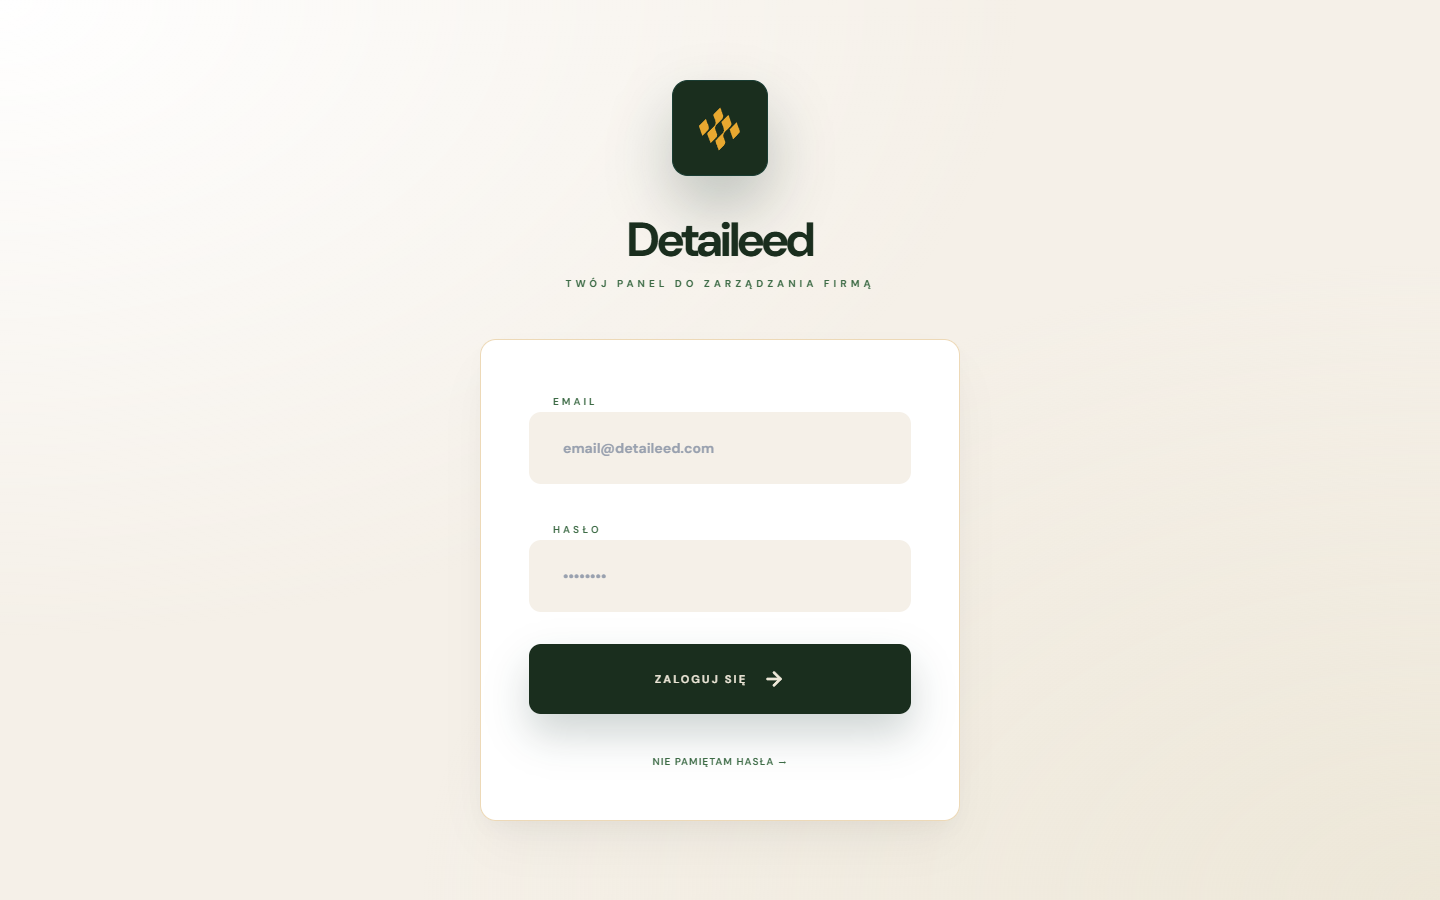 Detaileed
TWÓJ PANEL DO ZARZĄDZANIA FIRMĄ
EMAIL
email@detaileed.com
HASŁO
••••••••
ZALOGUJ SIĘ →
NIE PAMIĘTAM HASŁA →